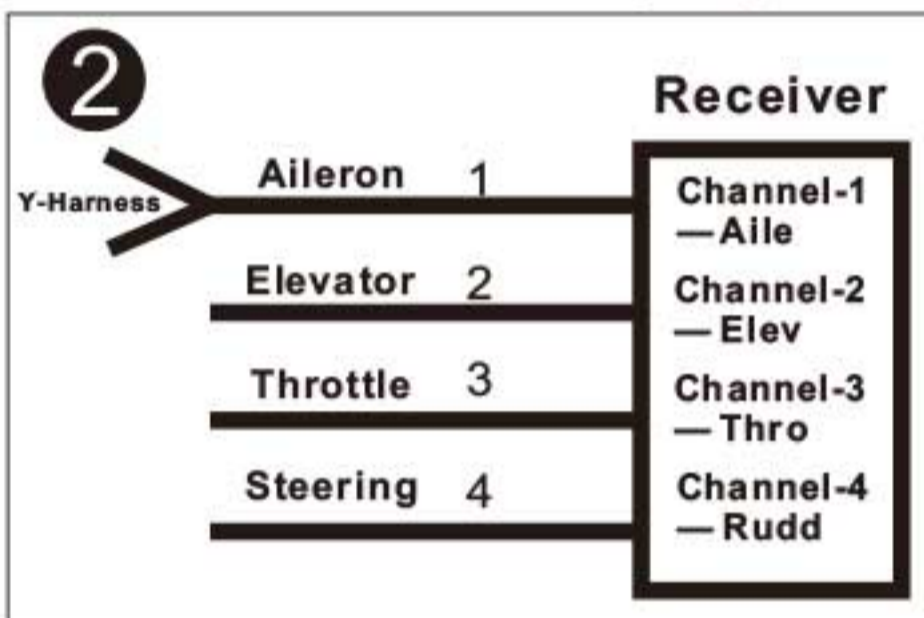 2
Receiver
Y-Harness
Aileron 1
Elevator 2
Throttle 3
Steering 4
Channel-1
— Aile
Channel-2
— Elev
Channel-3
— Thro
Channel-4
— Rudd